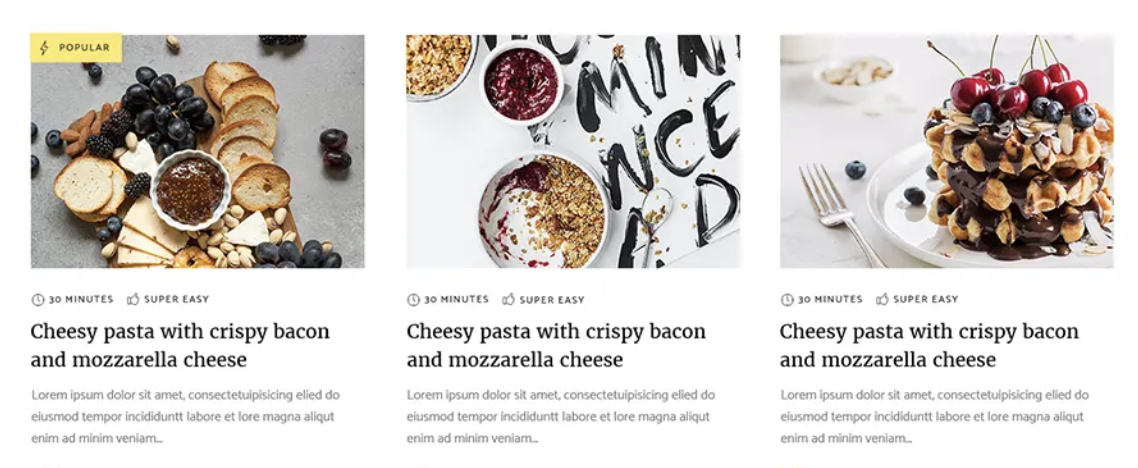 POPULAR
30 MINUTES SUPER EASY
Cheesy pasta with crispy bacon
and mozzarella cheese
Lorem ipsum dolor sit amet, consectetuipisicing elied do
eiusmod tempor incididuntt labore et lore magna aliqut
enim ad minim veniam...
30 MINUTES SUPER EASY
Cheesy pasta with crispy bacon
and mozzarella cheese
Lorem ipsum dolor sit amet, consectetuipisicing elied do
eiusmod tempor incididuntt labore et lore magna aliqut
enim ad minim veniam...
30 MINUTES SUPER EASY
Cheesy pasta with crispy bacon
and mozzarella cheese
Lorem ipsum dolor sit amet, consectetuipisicing elied do
eiusmod tempor incididuntt labore et lore magna aliqut
enim ad minim veniam...